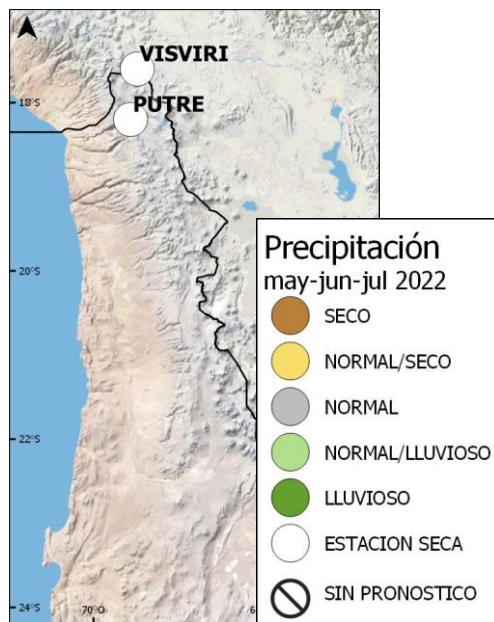 VISVIRI
PUTRE
18°S
20°S
22°S
24°S
70°O
6
Precipitación
may-jun-jul 2022
SECO
NORMAL/SECO
NORMAL
NORMAL/LLUVIOSO
LLUVIOSO
ESTACION SECA
SIN PRONOSTICO